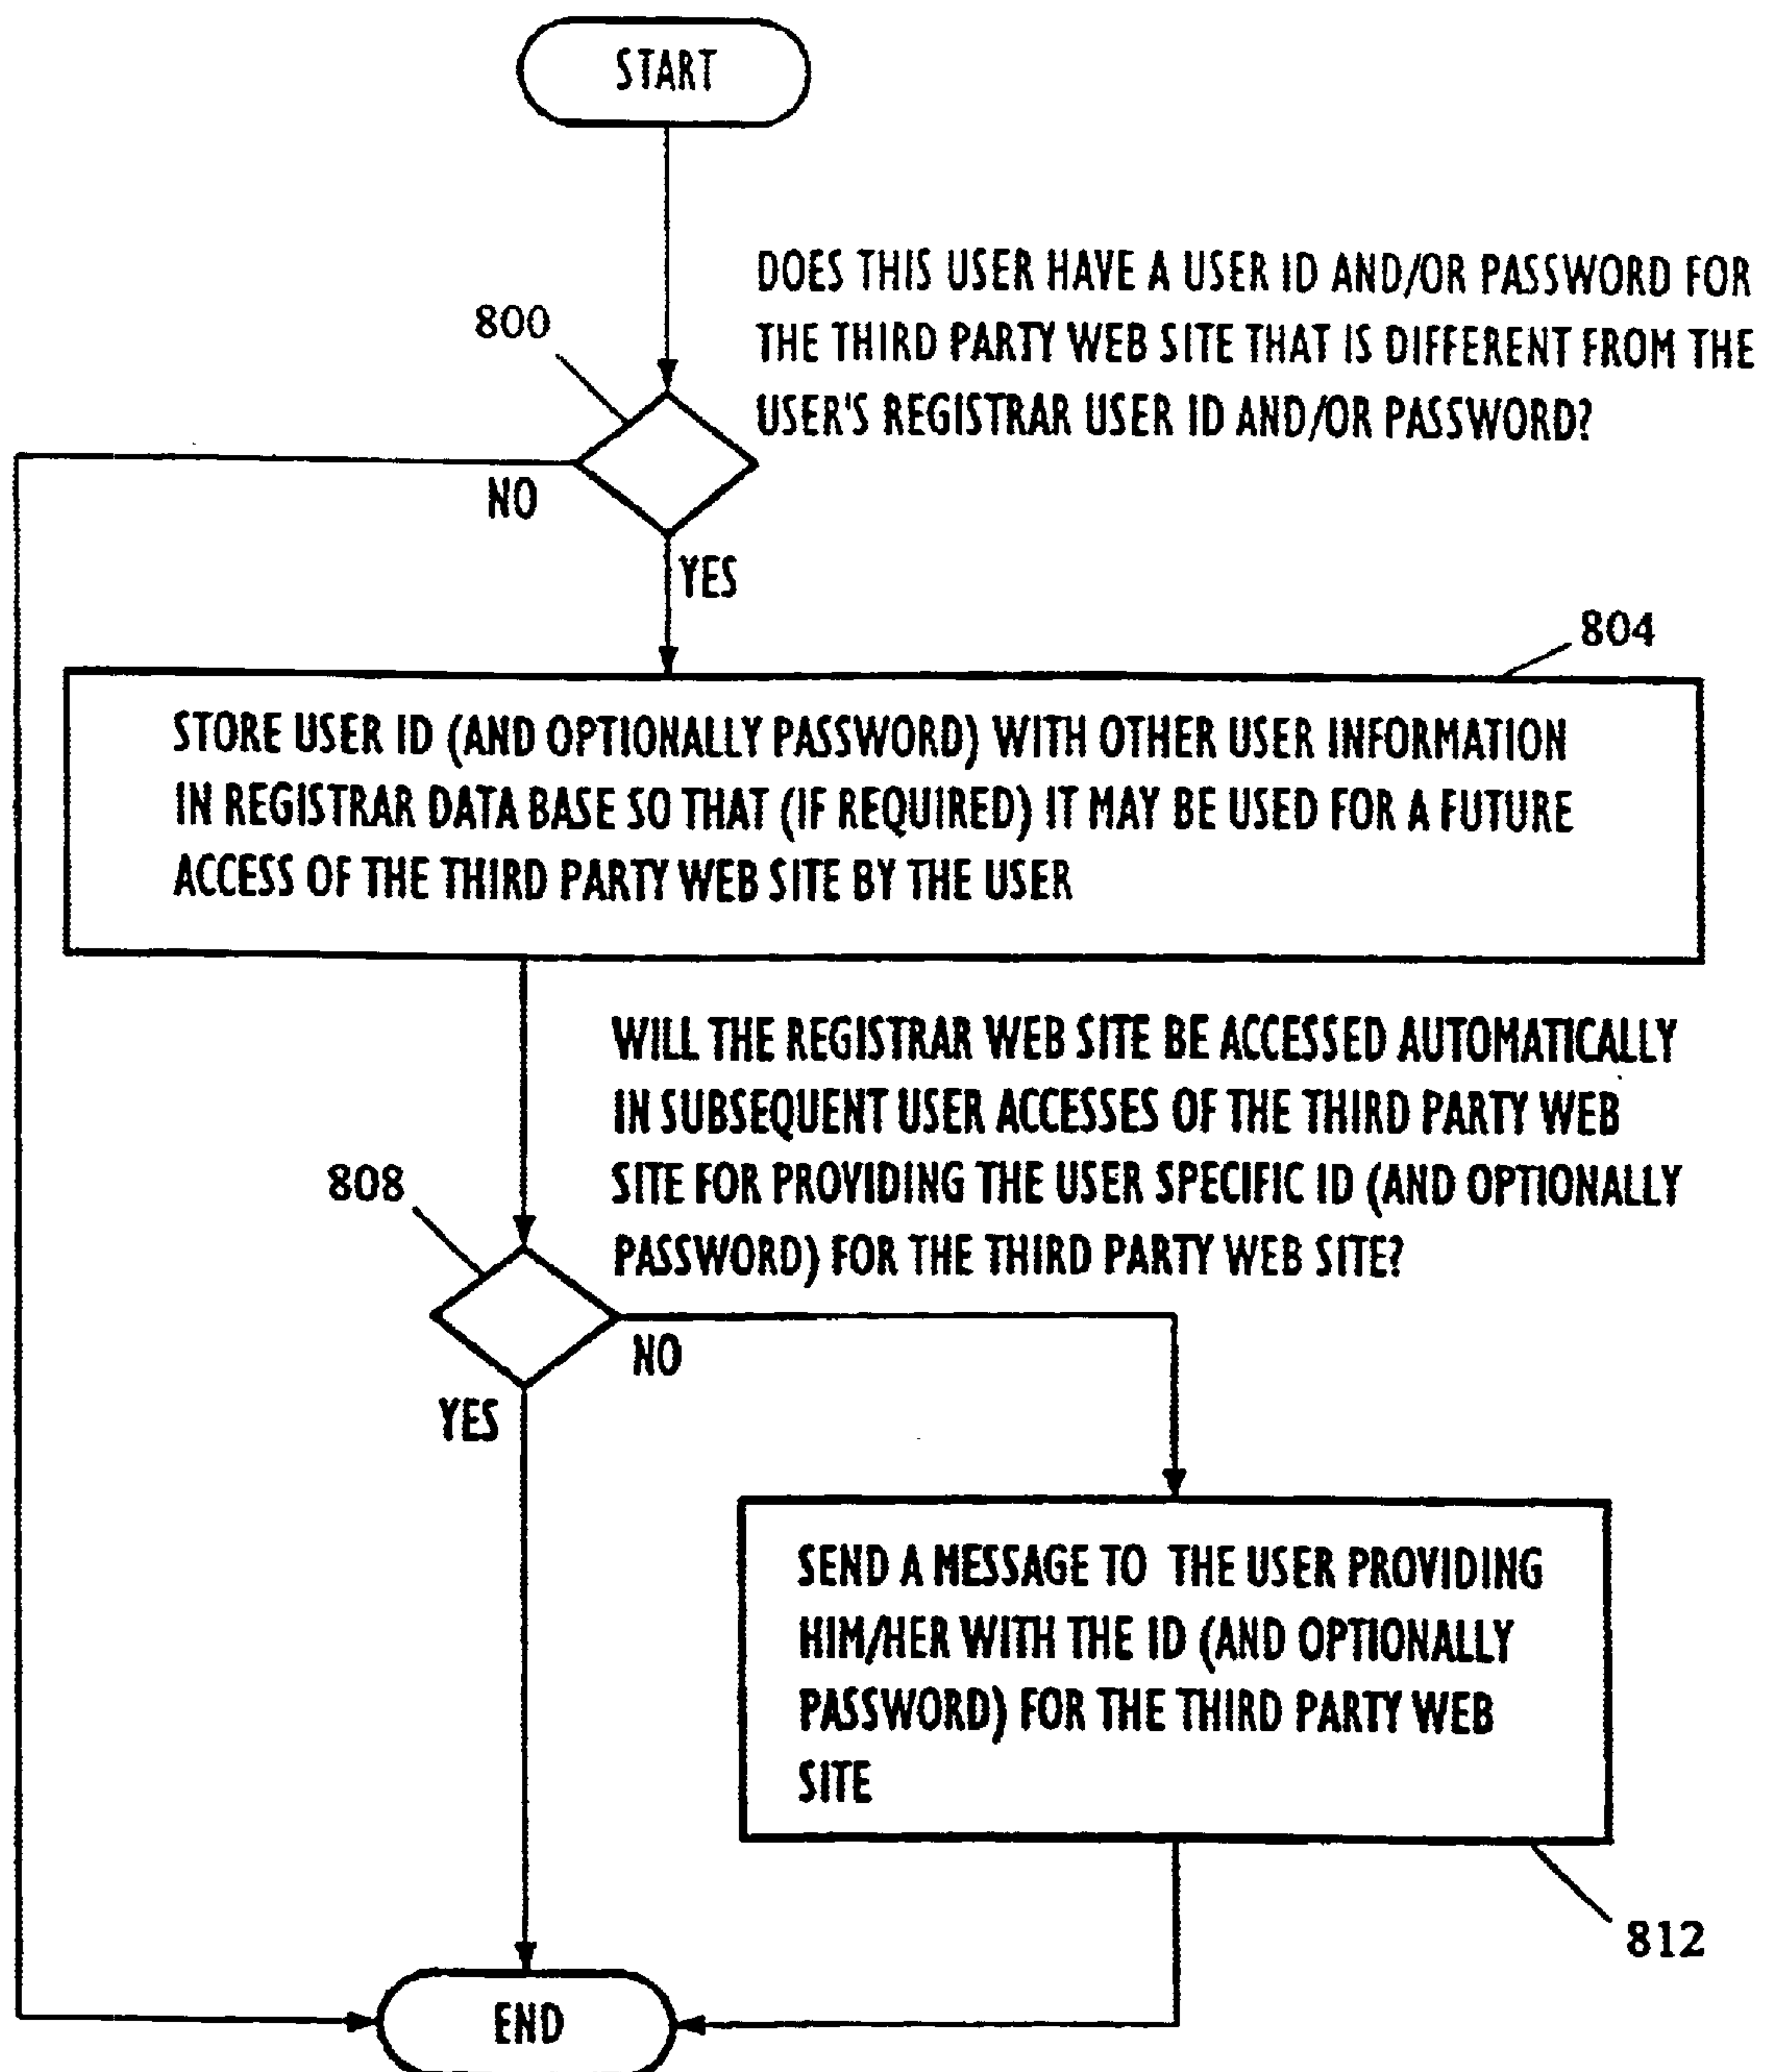 START
DOES THIS USER HAVE A USER ID AND/OR PASSWORD FOR
THE THIRD PARTY WEB SITE THAT IS DIFFERENT FROM THE
USER'S REGISTRAR USER ID AND/OR PASSWORD?
800
NO
YES
804
STORE USER ID (AND OPTIONALLY PASSWORD) WITH OTHER USER INFORMATION
IN REGISTRAR DATA BASE SO THAT (IF REQUIRED) IT MAY BE USED FOR A FUTURE
ACCESS OF THE THIRD PARTY WEB SITE BY THE USER
WILL THE REGISTRAR WEB SITE BE ACCESSED AUTOMATICALLY
IN SUBSEQUENT USER ACCESSES OF THE THIRD PARTY WEB
SITE FOR PROVIDING THE USER SPECIFIC ID (AND OPTIONALLY
PASSWORD) FOR THE THIRD PARTY WEB SITE?
808
NO
YES
SEND A MESSAGE TO THE USER PROVIDING
HIM/HER WITH THE ID (AND OPTIONALLY
PASSWORD) FOR THE THIRD PARTY WEB
SITE
812
END